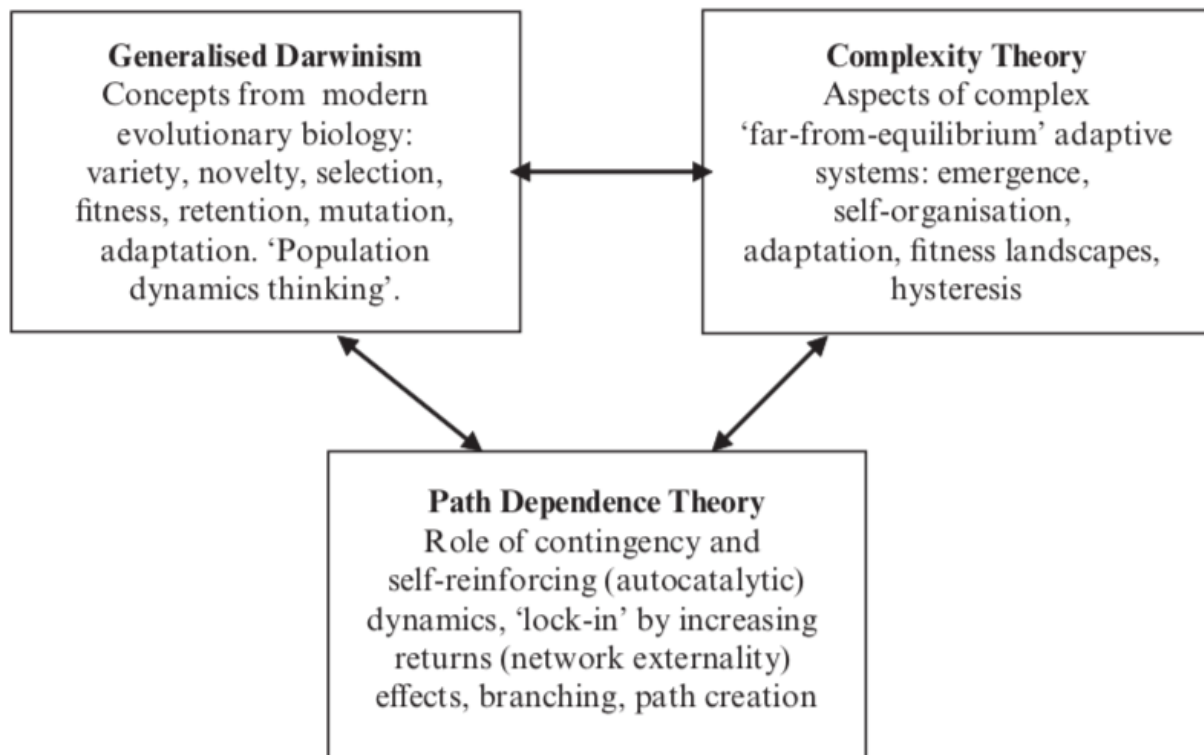 Generalised Darwinism
Concepts from modern
evolutionary biology:
variety, novelty, selection,
fitness, retention, mutation,
adaptation. ‘Population
dynamics thinking’.
Complexity Theory
Aspects of complex
‘far-from-equilibrium’ adaptive
systems: emergence,
self-organisation,
adaptation, fitness landscapes,
hysteresis
Path Dependence Theory
Role of contingency and
self-reinforcing (autocatalytic)
dynamics, ‘lock-in’ by increasing
returns (network externality)
effects, branching, path creation